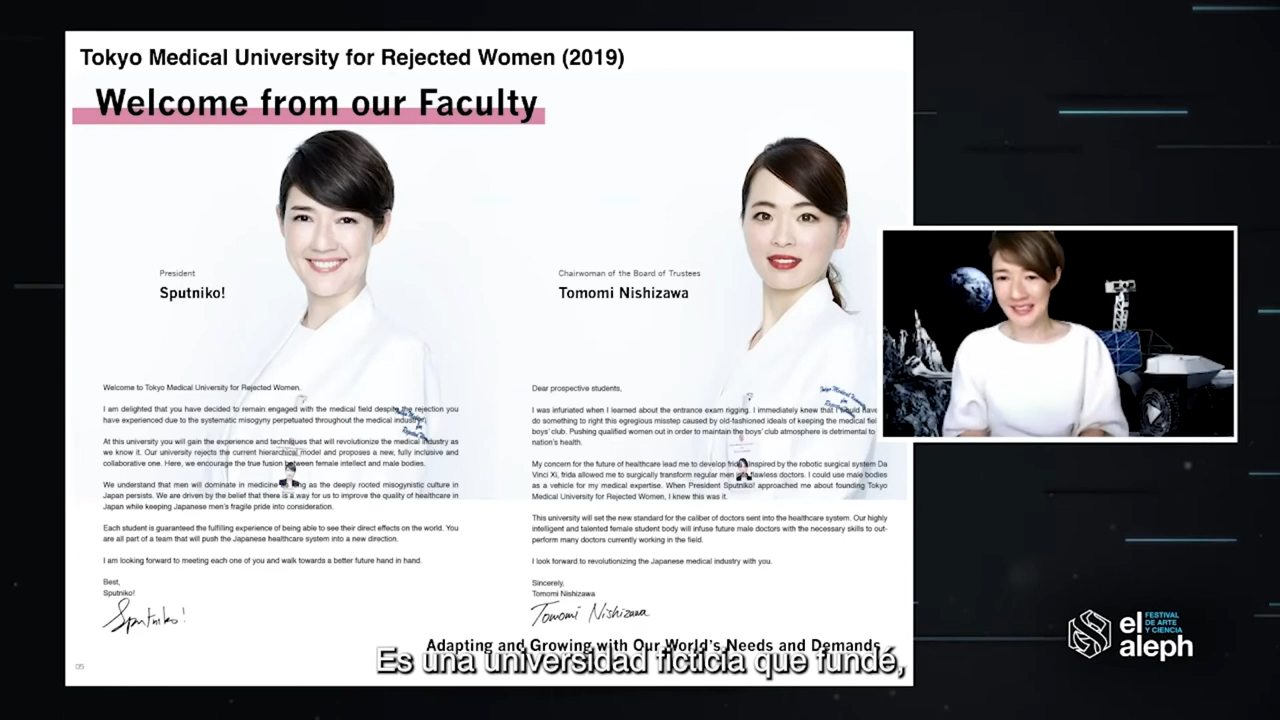 Tokyo Medical University for Rejected Women (2019)
Welcome from our Faculty
President
Sputniko!
Welcome to Tokyo Medical University for Rejected Women.
I am delighted that you have decided to remain engaged with the medical field despite the rejection you
have experienced due to the systematic misogyny perpetuated throughout the medical industry.
At this university you will gain the experience and techniques that will revolutionize the medical industry as
we know it. Our university rejects the current hierarchical model and proposes a new, fully inclusive and
collaborative one. Here, we encourage the true fusion between female intellect and male bodies.
We understand that men will dominate in medicine as long as the deeply rooted misogynistic culture in
Japan persists. We are driven by the belief that there is a way for us to improve the quality of healthcare in
Japan while keeping Japanese men's fragile pride into consideration.
Each student is guaranteed the fulfilling experience of being able to see their direct effects on the world. You
are all part of a team that will push the Japanese healthcare system into a new direction.
I am looking forward to meeting each one of you and walk towards a better future hand in hand.
Best,
Sputniko!
Sputniko!
05
Chairwoman of the Board of Trustees
Tomomi Nishizawa
Dear prospective students,
I was infuriated when I learned about the entrance exam rigging. I immediately knew that I would have
do something to right this egregious misstep caused by old-fashioned ideals of keeping the medical fiel
boys' club. Pushing qualified women out in order to maintain the boys' club atmosphere is detrimental to
nation's health.
My concern for the future of healthcare lead me to develop frida. Inspired by the robotic surgical system Da
Vinci Xi, frida allowed me to surgically transform regular men into flawless doctors. I could use male bodies
as a vehicle for my medical expertise. When President Sputniko! approached me about founding Tokyo
Medical University for Rejected Women, I knew this was it.
This university will set the new standard for the caliber of doctors sent into the healthcare system. Our highly
intelligent and talented female student body will infuse future male doctors with the necessary skills to out-
perform many doctors currently working in the field.
I look forward to revolutionizing the Japanese medical industry with you.
Sincerely,
Tomomi Nishizawa
Tomomi Nishizawa
Adapting and Growing with Our World's Needs and Demands
Es una universidad ficticia que fundé,
el aleph
FESTIVAL
DE ARTE
Y CIENCIA